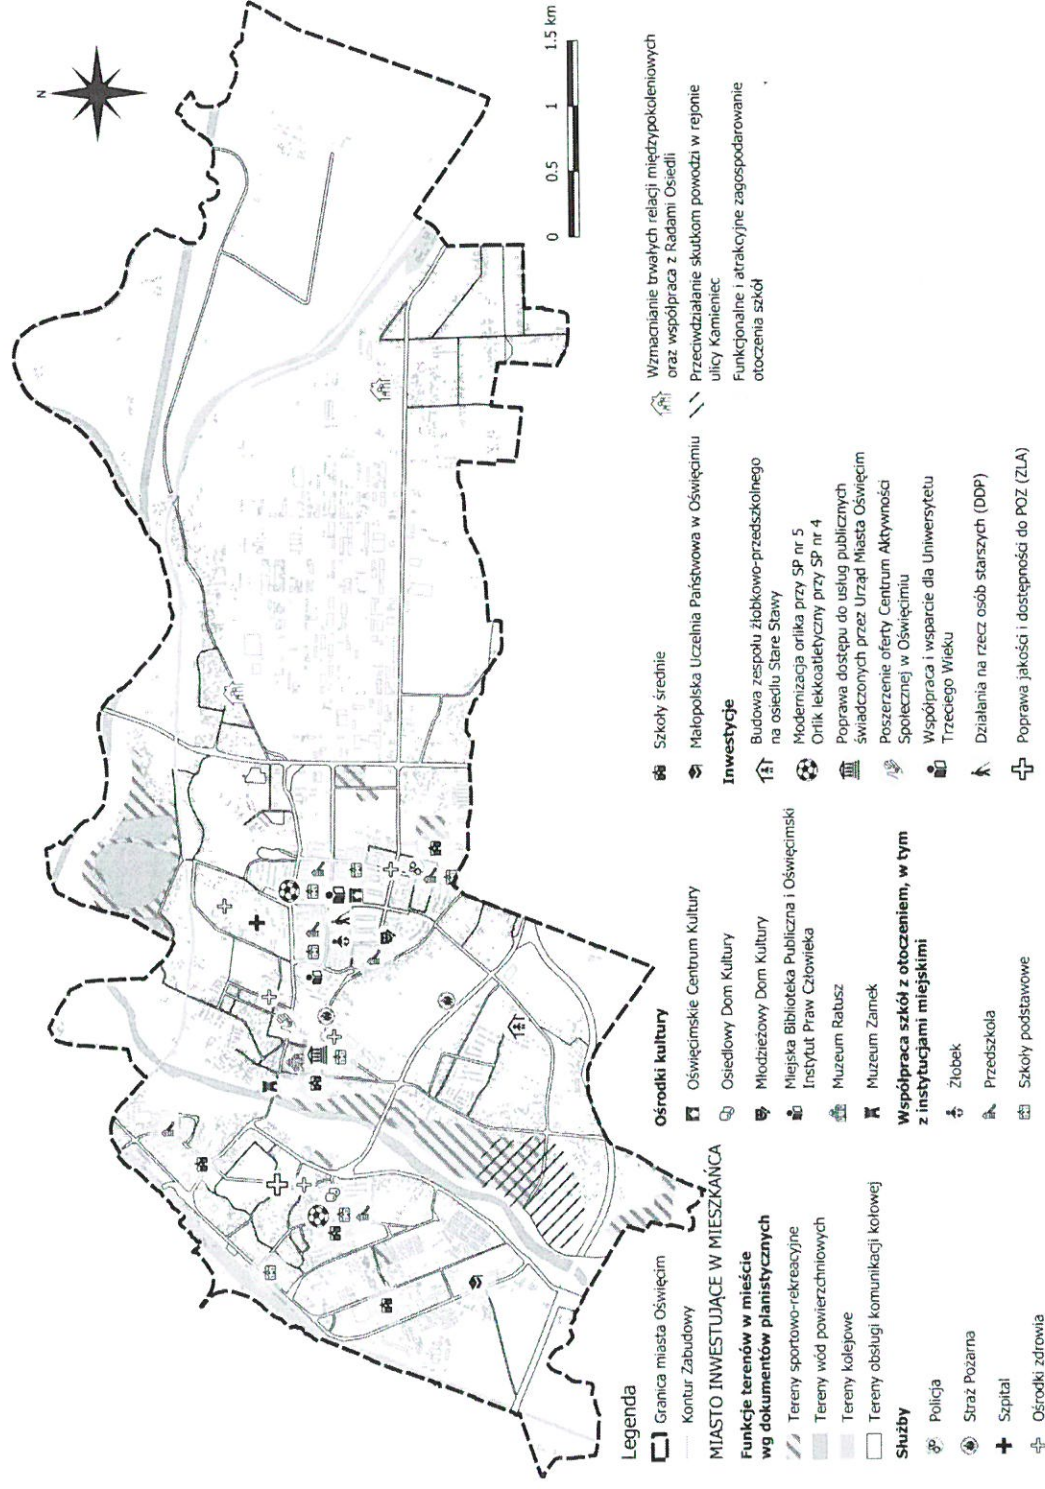 N
0 0.5 1 1.5 km
Legenda
Granica miasta Oświęcim
Kontur Zabudowy
MIASTO INWESTUJĄCE W MIESZKAŃCA
Funkcje terenów w mieście
wg dokumentów planistycznych
Tereny sportowo-rekreacyjne
Tereny wód powierzchniowych
Tereny kolejowe
Tereny obsługi komunikacji kołowej
Służby
Policja
Straż Pożarna
Szpital
Ośrodki zdrowia
Ośrodki kultury
Oświęcimskie Centrum Kultury
Osiedlowy Dom Kultury
Młodzieżowy Dom Kultury
Miejska Biblioteka Publiczna i Oświęcimski
Instytut Praw Człowieka
Muzeum Ratusz
Muzeum Zamek
Współpraca szkół z otoczeniem, w tym
z instytucjami miejskimi
Żłobek
Przedszkola
Szkoły podstawowe
Szkoły średnie
Małopolska Uczelnia Państwowa w Oświęcimiu
Inwestycje
Budowa zespołu żłobkowo-przedszkolnego
na osiedlu Stare Stawy
Modernizacja orlika przy SP nr 5
Orlik lekkoatletyczny przy SP nr 4
Poprawa dostępu do usług publicznych
świadczonych przez Urząd Miasta Oświęcim
Poszerzenie oferty Centrum Aktywności
Społecznej w Oświęcimiu
Współpraca i wsparcie dla Uniwersytetu
Trzeciego Wieku
Działania na rzecz osób starszych (DDP)
Poprawa jakości i dostępności do POZ (ZLA)
Wzmacnianie trwałych relacji międzypokoleniowych
oraz współpraca z Radami Osiedli
Przeciwdziałanie skutkom powodzi w rejonie
ulicy Kamieniec
Funkcjonalne i atrakcyjne zagospodarowanie
otoczenia szkół